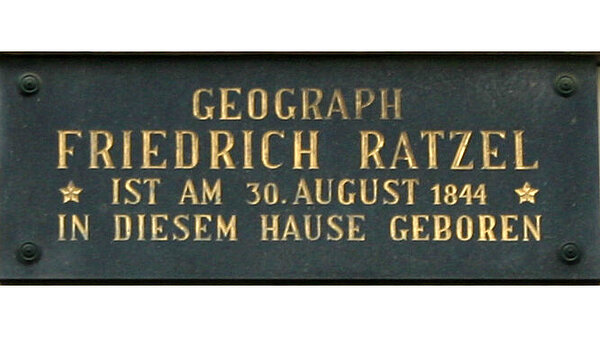 GEOGRAPH
FRIEDRICH RATZEL
IST AM 30. AUGUST 1844
IN DIESEM HAUSE GEBOREN